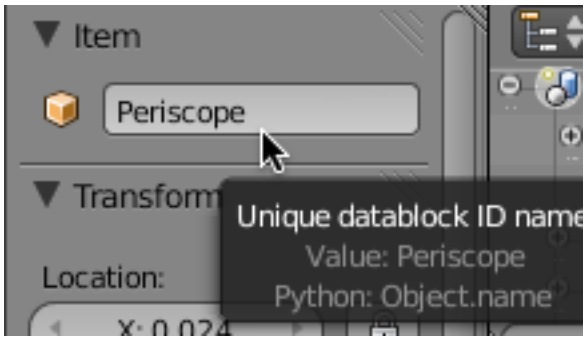 Item
Periscope
Transform
Unique datablock ID name
Value: Periscope
Python: Object.name
Location:
X: 0.024